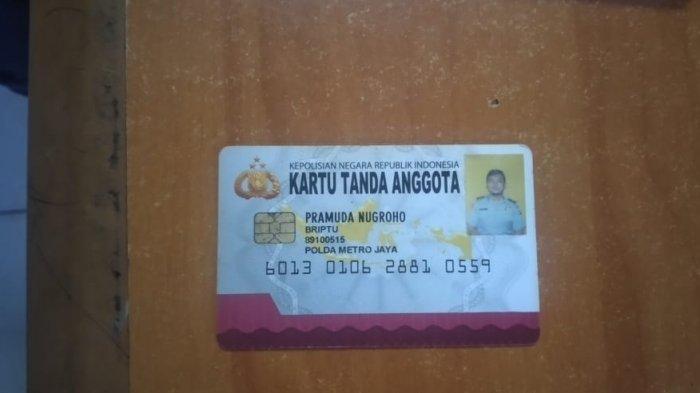 KEPOLISIAN NEGARA REPUBLIK INDONESIA
KARTU TANDA ANGGOTA
PRAMUDA NUGROHO
BRIPTU
89100515
POLDA METRO JAYA
6013 0106 2881 0559